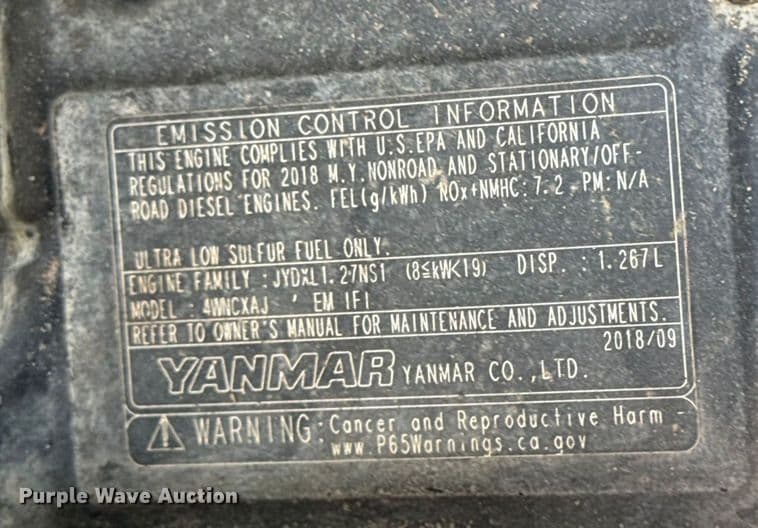 EMISSION CONTROL INFORMATION
THIS ENGINE COMPLIES WITH U.S.EPA AND CALIFORNIA
REGULATIONS FOR 2018 M.Y. NONROAD AND STATIONARY/OFF-
ROAD DIESEL ENGINES. FEL(g/kWh) NOx+NMHC: 7.2 PM: N/A
ULTRA LOW SULFUR FUEL ONLY.
ENGINE FAMILY : JYDXL1.27NS1 (8≦kW<19) DISP. : 1.267L
MODEL : EM IFI
REFER TO OWNER'S MANUAL FOR MAINTENANCE AND ADJUSTMENTS.
2018/09
YANMAR YANMAR CO.,LTD.
WARNING: Cancer and Reproductive Harm -
www.P65Warnings.ca.gov
Purple Wave Auction